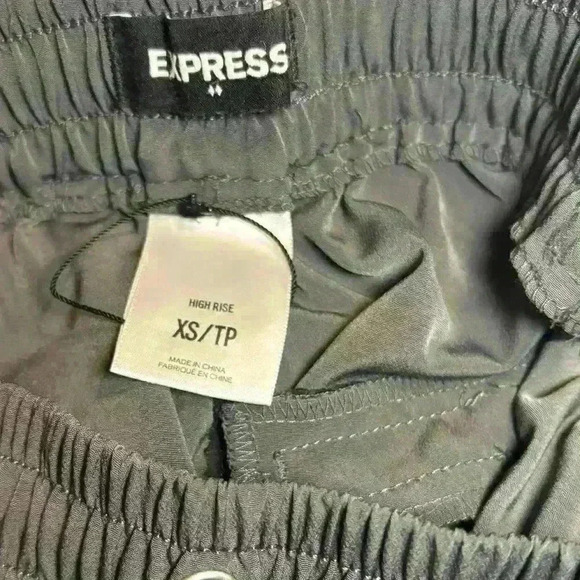 EXPRESS
HIGH RISE
XS/TP
MADE IN CHINA
FABRIQUÉ EN CHINE